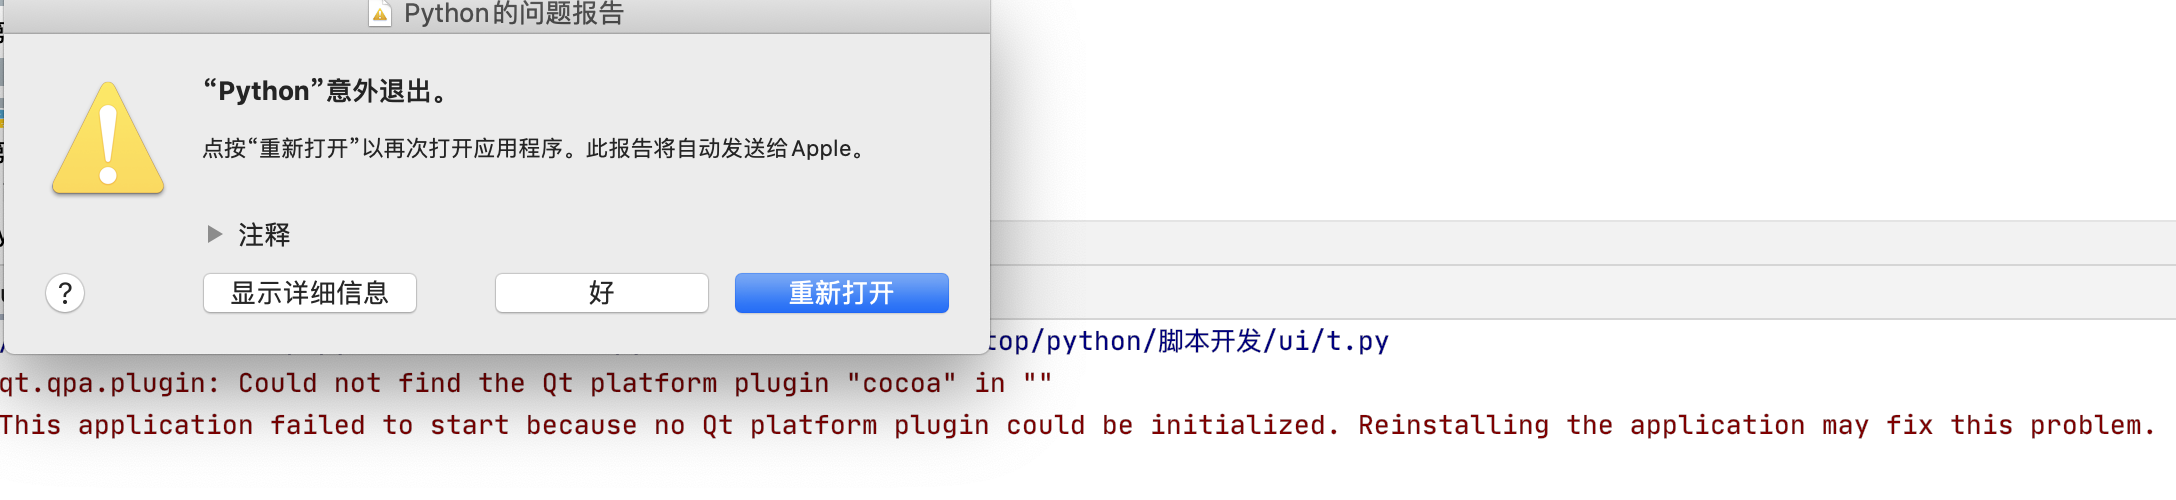 Python的问题报告
“Python”意外退出。
点按“重新打开”以再次打开应用程序。此报告将自动发送给Apple。
注释
? 显示详细信息 好 重新打开
top/python/脚本开发/ui/t.py
qt.qpa.plugin: Could not find the Qt platform plugin "cocoa" in ""
This application failed to start because no Qt platform plugin could be initialized. Reinstalling the application may fix this problem.